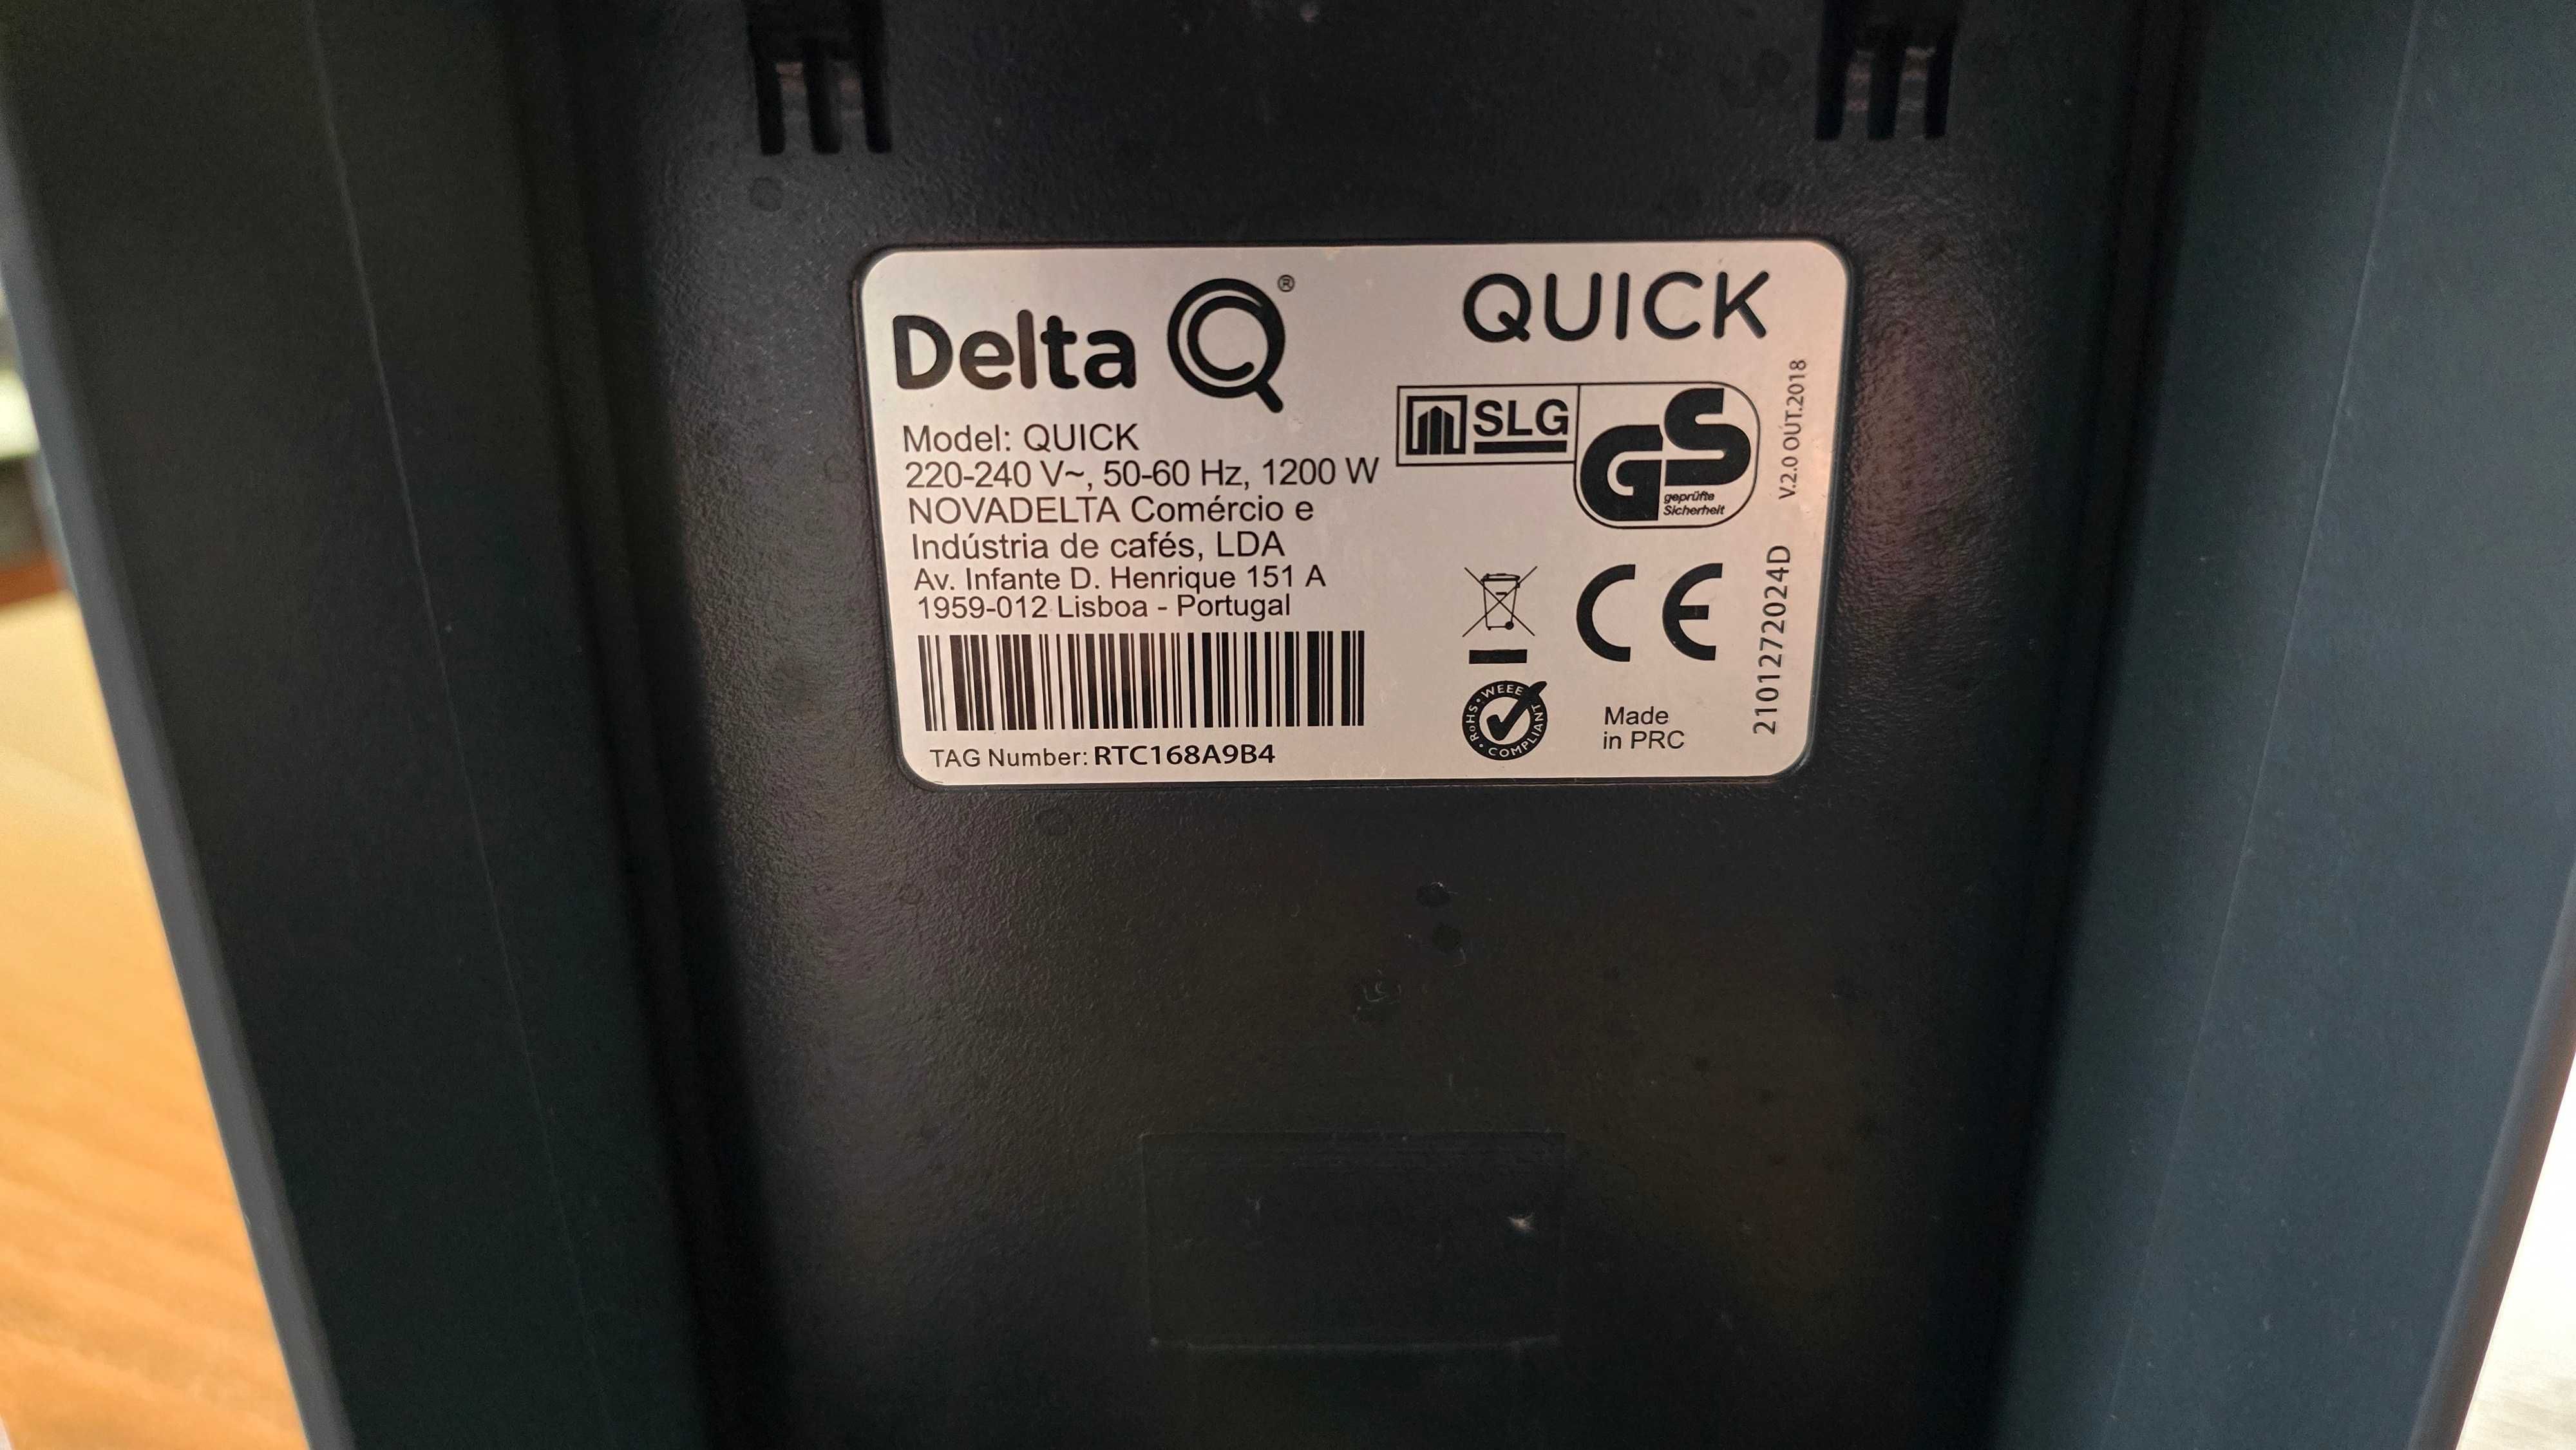 Delta Q®
QUICK
Model: QUICK
220-240 V~, 50-60 Hz, 1200 W
NOVADELTA Comércio e
Indústria de cafés, LDA
Av. Infante D. Henrique 151 A
1959-012 Lisboa - Portugal
TAG Number: RTC168A9B4
SLG
GS
geprüfte
Sicherheit
CE
RoHS • WEEE
COMPLIANT
Made
in PRC
V.2.0 OUT.2018
2101272024D